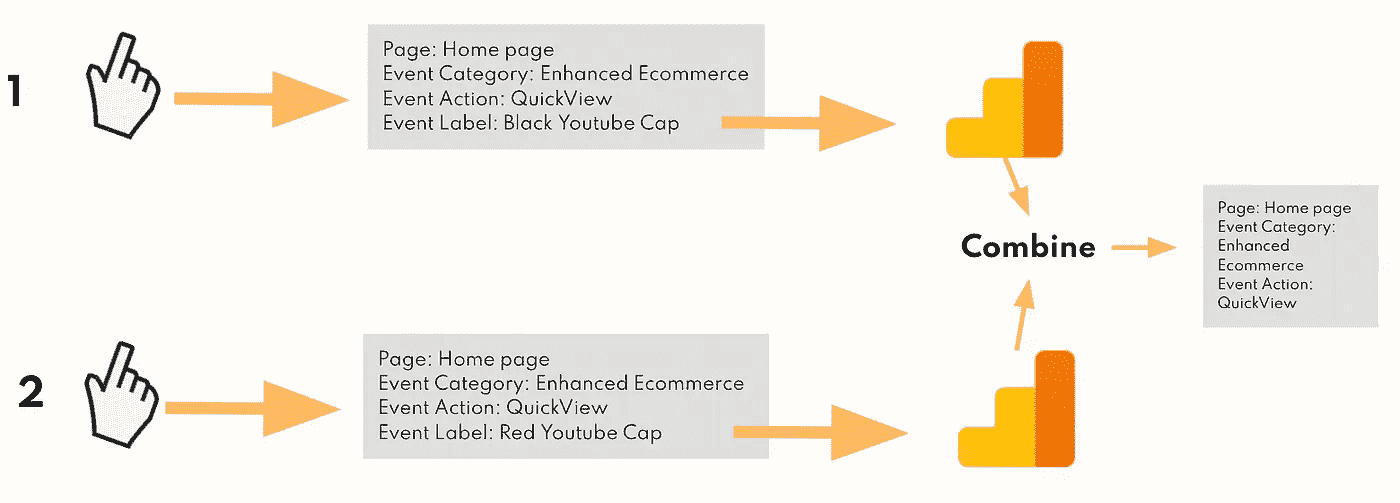 1
Page: Home page
Event Category: Enhanced Ecommerce
Event Action: QuickView
Event Label: Black Youtube Cap
Combine
Page: Home page
Event Category:
Enhanced
Ecommerce
Event Action:
QuickView
2
Page: Home page
Event Category: Enhanced Ecommerce
Event Action: QuickView
Event Label: Red Youtube Cap